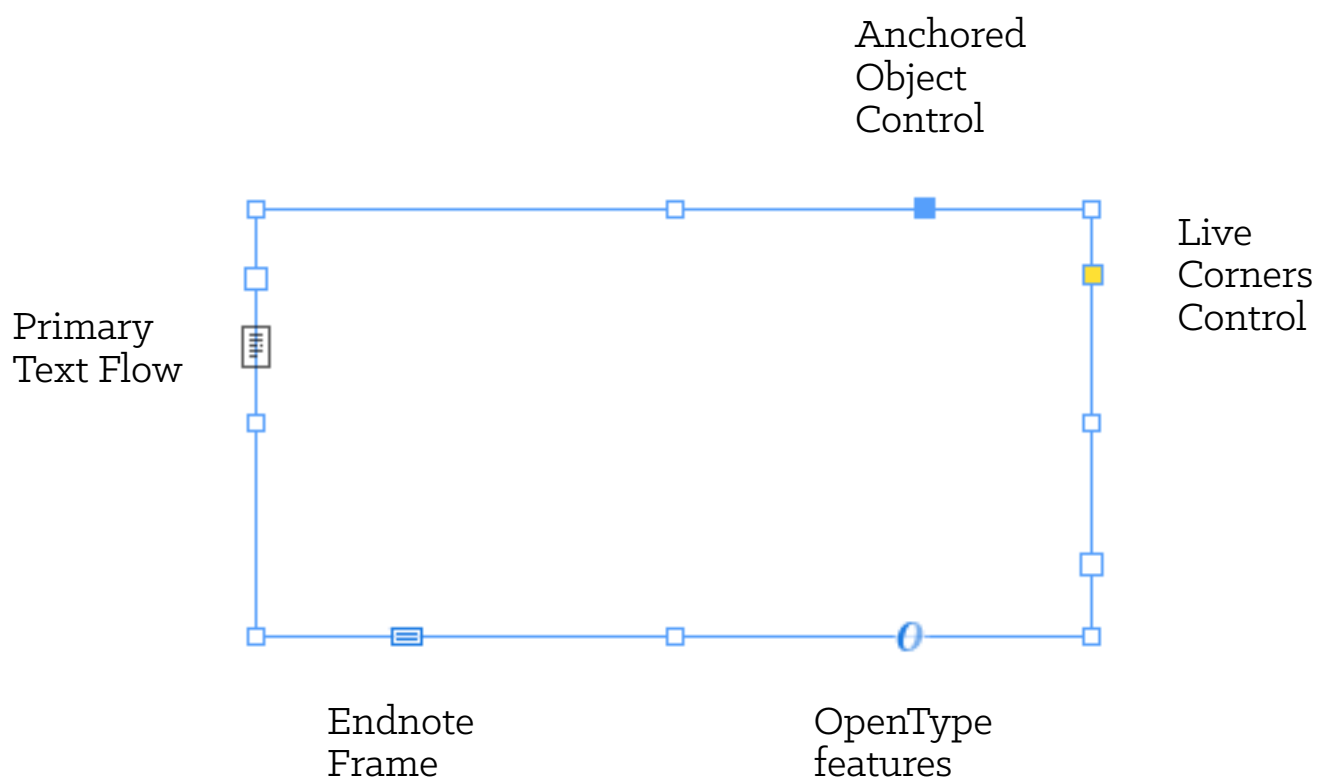 Anchored
Object
Control
Live
Corners
Control
Primary
Text Flow
O
Endnote
Frame
OpenType
features